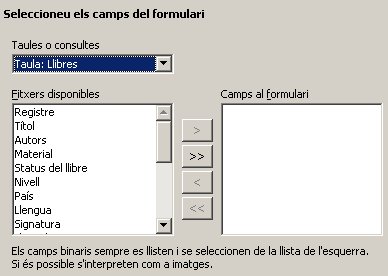 Seleccioneu els camps del formulari
Taules o consultes
Taula: Llibres
Fitxers disponibles
Camps al formulari
Registre
Títol
Autors
Material
Status del llibre
Nivell
País
Llengua
Signatura
>
>>
<
<<
Els camps binaris sempre es llisten i se seleccionen de la llista de l'esquerra.
Si és possible s'interpreten com a imatges.